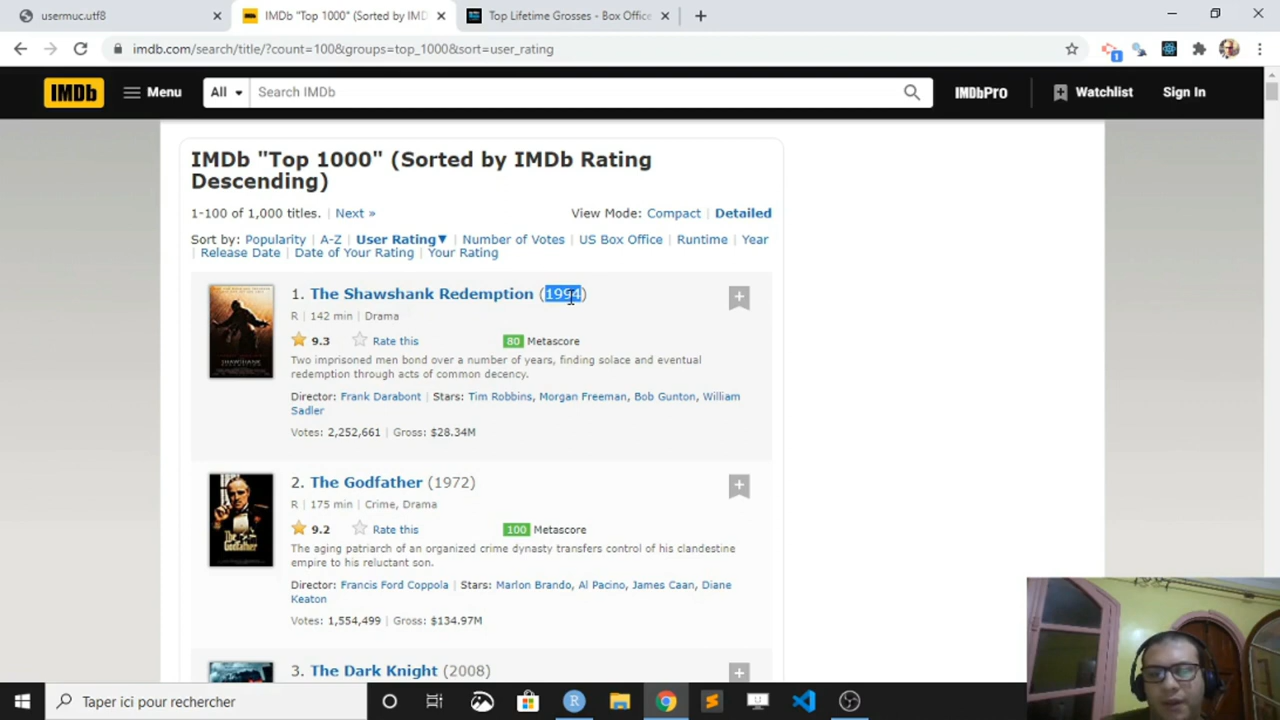 usermuc.utf8
IMDb "Top 1000" (Sorted by IMD
Top Lifetime Grosses - Box Office
imdb.com/search/title/?count=100&groups=top_1000&sort=user_rating
IMDb Menu All Search IMDb IMDbPro Watchlist Sign In
IMDb "Top 1000" (Sorted by IMDb Rating
Descending)
1-100 of 1,000 titles. | Next » View Mode: Compact | Detailed
Sort by: Popularity | A-Z | User Rating▼ | Number of Votes | US Box Office | Runtime | Year
| Release Date | Date of Your Rating | Your Rating
1. The Shawshank Redemption (1994)
R | 142 min | Drama
9.3 Rate this 80 Metascore
Two imprisoned men bond over a number of years, finding solace and eventual
redemption through acts of common decency.
Director: Frank Darabont | Stars: Tim Robbins, Morgan Freeman, Bob Gunton, William
Sadler
Votes: 2,252,661 | Gross: $28.34M
2. The Godfather (1972)
R | 175 min | Crime, Drama
9.2 Rate this 100 Metascore
The aging patriarch of an organized crime dynasty transfers control of his clandestine
empire to his reluctant son.
Director: Francis Ford Coppola | Stars: Marlon Brando, Al Pacino, James Caan, Diane
Keaton
Votes: 1,554,499 | Gross: $134.97M
3. The Dark Knight (2008)
Taper ici pour rechercher